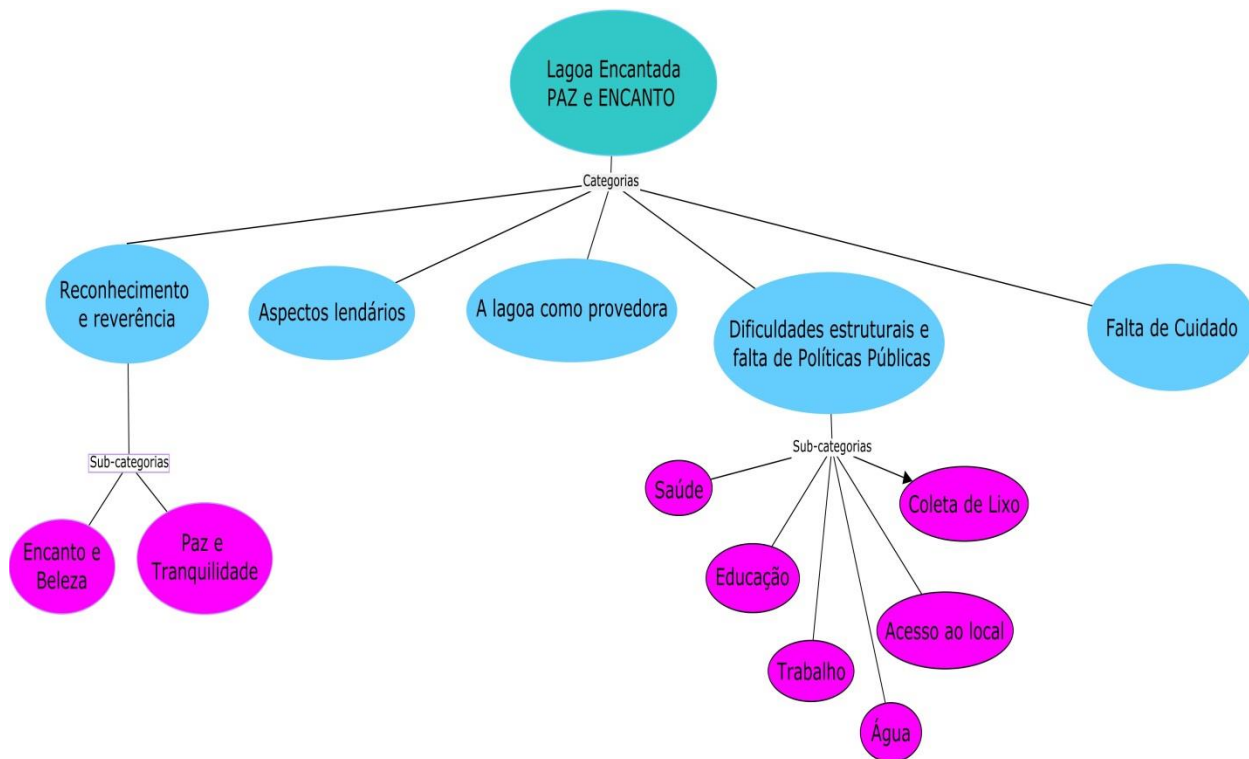 Lagoa Encantada
PAZ e ENCANTO
Categorias
Reconhecimento
e reverência
Aspectos lendários
A lagoa como provedora
Dificuldades estruturais e
falta de Políticas Públicas
Falta de Cuidado
Sub-categorias
Encanto e
Beleza
Paz e
Tranquilidade
Sub-categorias
Saúde
Coleta de Lixo
Educação
Acesso ao local
Trabalho
Água